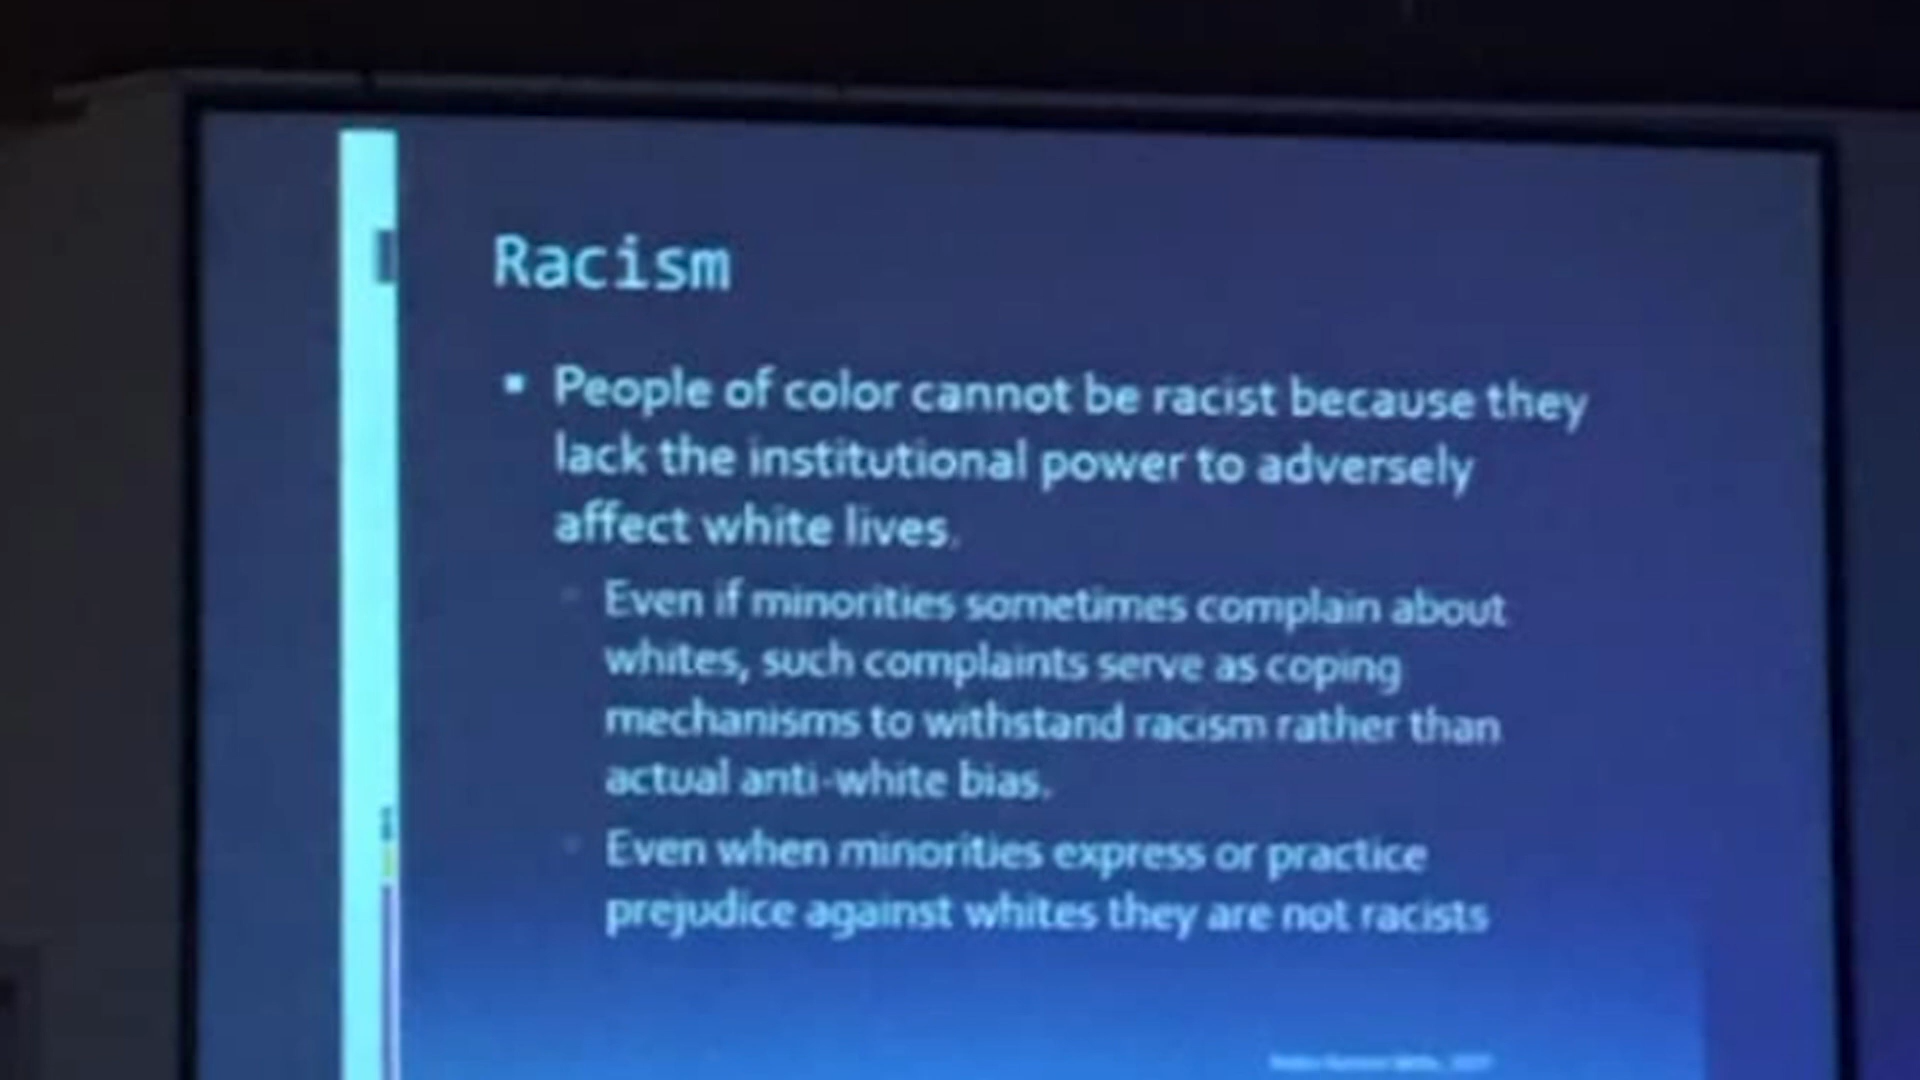 Racism
People of color cannot be racist because they
lack the institutional power to adversely
affect white lives.
Even if minorities sometimes complain about
whites, such complaints serve as coping
mechanisms to withstand racism rather than
actual anti-white bias.
Even when minorities express or practice
prejudice against whites they are not racists